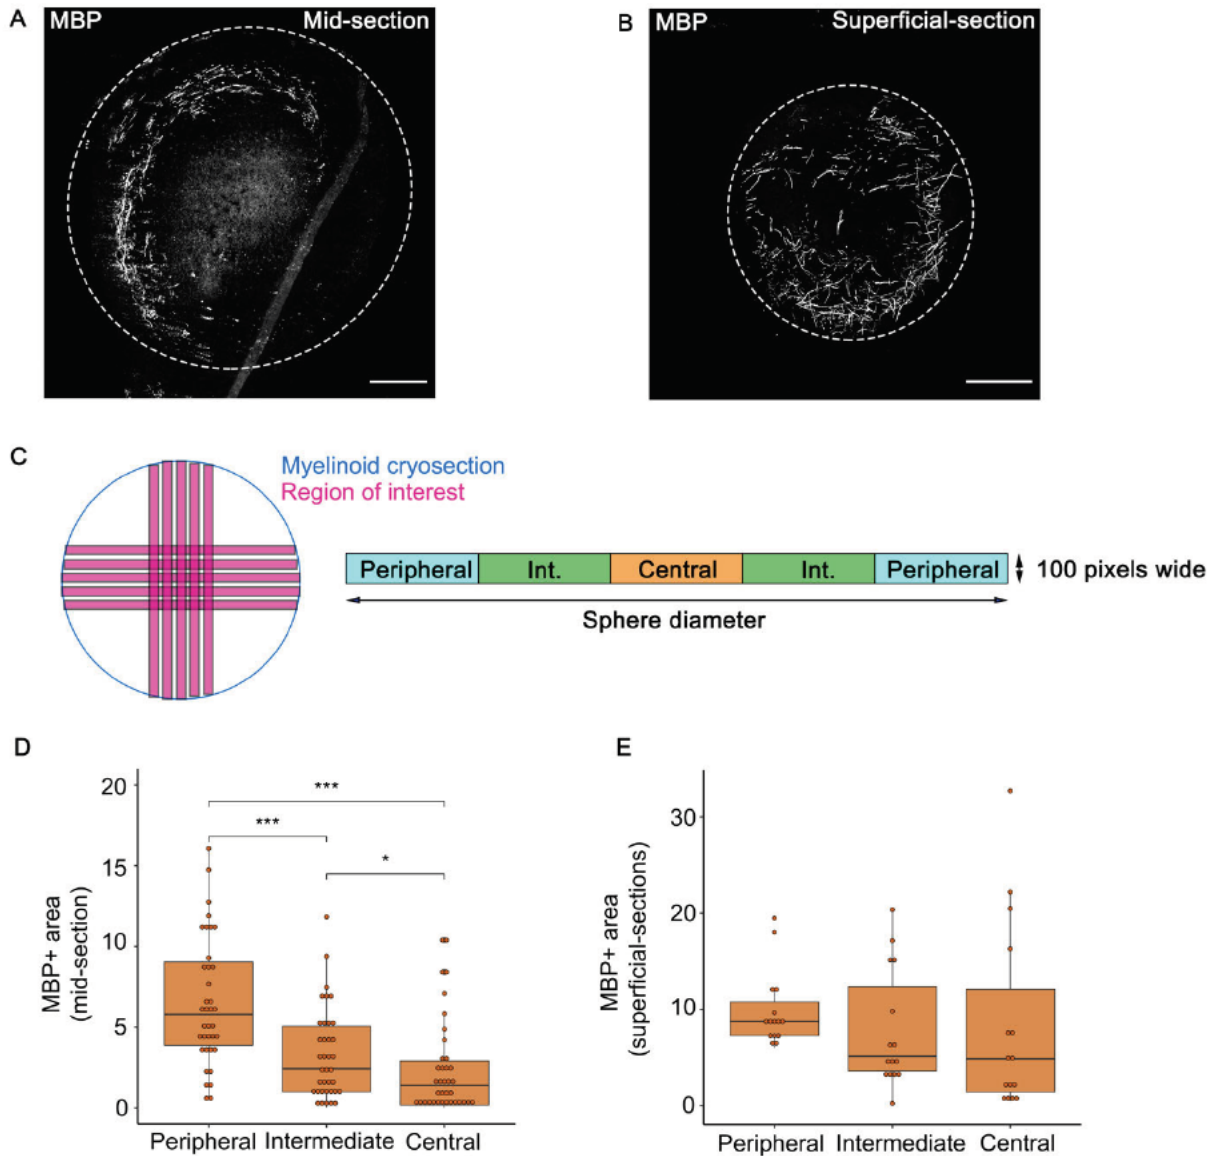 A
MBP
Mid-section
B
MBP
Superficial-section
C
Myelinoid cryosection
Region of interest
Peripheral
Int.
Central
Int.
Peripheral
100 pixels wide
Sphere diameter
D
MBP+ area
(mid-section)
20
15
10
5
0
***
***
*
Peripheral
Intermediate
Central
E
MBP+ area
(superficial-sections)
30
20
10
0
Peripheral
Intermediate
Central